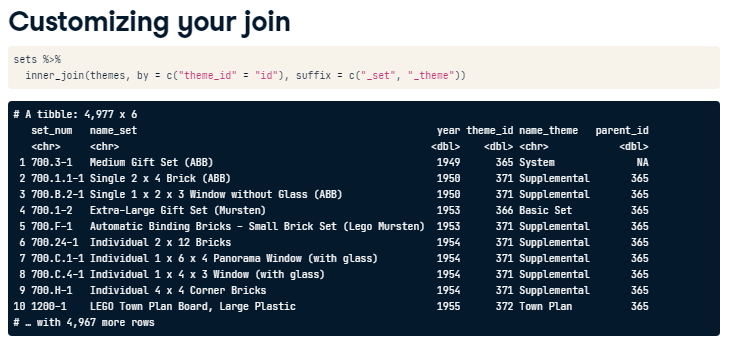 Customizing your join
sets %>%
  inner_join(themes, by = c("theme_id" = "id"), suffix = c("_set", "_theme"))
# A tibble: 4,977 x 6
   set_num   name_set                                                 year theme_id name_theme   parent_id
   <chr>     <chr>                                                   <dbl>    <dbl> <chr>            <dbl>
 1 700.3-1   Medium Gift Set (ABB)                                    1949      365 System              NA
 2 700.1.1-1 Single 2 x 4 Brick (ABB)                                 1950      371 Supplemental       365
 3 700.B.2-1 Single 1 x 2 x 3 Window without Glass (ABB)              1950      371 Supplemental       365
 4 700.1-2   Extra-Large Gift Set (Mursten)                           1953      366 Basic Set          365
 5 700.F-1   Automatic Binding Bricks - Small Brick Set (Lego Mursten)  1953      371 Supplemental       365
 6 700.24-1  Individual 2 x 12 Bricks                                 1954      371 Supplemental       365
 7 700.C.1-1 Individual 1 x 6 x 4 Panorama Window (with glass)        1954      371 Supplemental       365
 8 700.C.4-1 Individual 1 x 4 x 3 Window (with glass)                 1954      371 Supplemental       365
 9 700.H-1   Individual 4 x 4 Corner Bricks                           1954      371 Supplemental       365
10 1200-1    LEGO Town Plan Board, Large Plastic                      1955      372 Town Plan          365
# … with 4,967 more rows